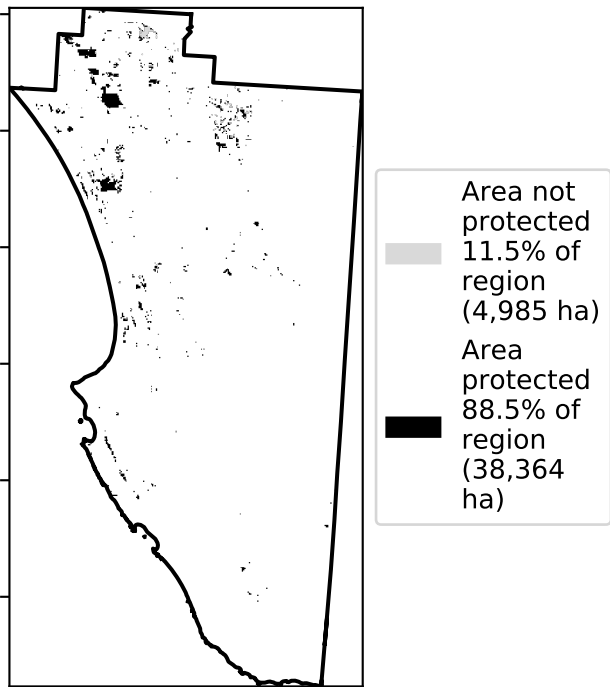 Area not
protected
11.5% of
region
(4,985 ha)
Area
protected
88.5% of
region
(38,364
ha)